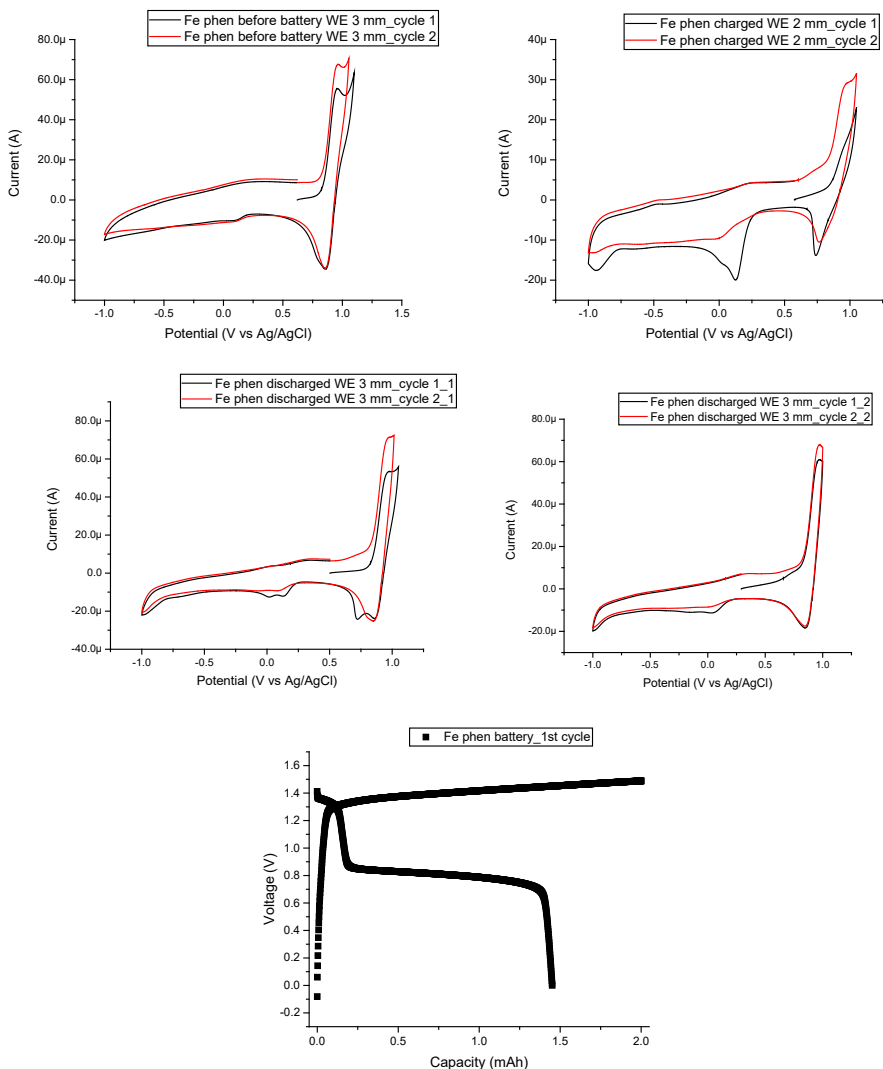 Fe phen before battery WE 3 mm_cycle 1
Fe phen before battery WE 3 mm_cycle 2
80.0µ
60.0µ
40.0µ
20.0µ
0.0
-20.0µ
-40.0µ
Current (A)
-1.0 -0.5 0.0 0.5 1.0 1.5
Potential (V vs Ag/AgCl)
Fe phen charged WE 2 mm_cycle 1
Fe phen charged WE 2 mm_cycle 2
40µ
30µ
20µ
10µ
0
-10µ
-20µ
Current (A)
-1.0 -0.5 0.0 0.5 1.0
Potential (V vs Ag/AgCl)
Fe phen discharged WE 3 mm_cycle 1_1
Fe phen discharged WE 3 mm_cycle 2_1
80.0µ
60.0µ
40.0µ
20.0µ
0.0
-20.0µ
-40.0µ
Current (A)
-1.0 -0.5 0.0 0.5 1.0
Potential (V vs Ag/AgCl)
Fe phen discharged WE 3 mm_cycle 1_2
Fe phen discharged WE 3 mm_cycle 2_2
80.0µ
60.0µ
40.0µ
20.0µ
0.0
-20.0µ
Current (A)
-1.0 -0.5 0.0 0.5 1.0
Potential (V vs Ag/AgCl)
Fe phen battery_1st cycle
1.6
1.4
1.2
1.0
0.8
0.6
0.4
0.2
0.0
-0.2
Voltage (V)
0.0 0.5 1.0 1.5 2.0
Capacity (mAh)